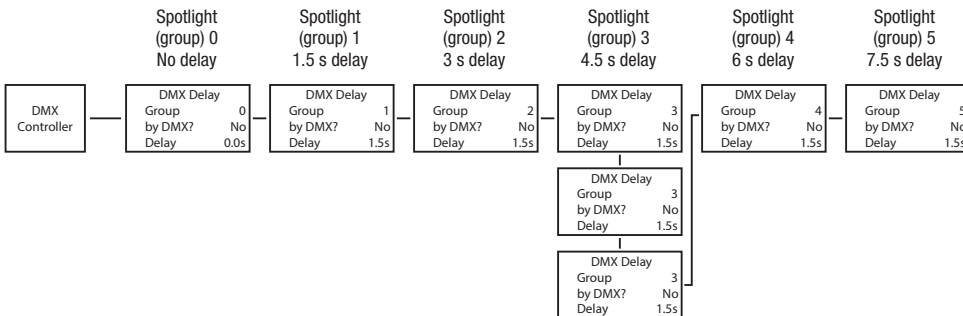 Spotlight
(group) 0
No delay
Spotlight
(group) 1
1.5 s delay
Spotlight
(group) 2
3 s delay
Spotlight
(group) 3
4.5 s delay
Spotlight
(group) 4
6 s delay
Spotlight
(group) 5
7.5 s delay
DMX
Controller
DMX Delay
Group 0
by DMX? No
Delay 0.0s
DMX Delay
Group 1
by DMX? No
Delay 1.5s
DMX Delay
Group 2
by DMX? No
Delay 1.5s
DMX Delay
Group 3
by DMX? No
Delay 1.5s
DMX Delay
Group 3
by DMX? No
Delay 1.5s
DMX Delay
Group 3
by DMX? No
Delay 1.5s
DMX Delay
Group 4
by DMX? No
Delay 1.5s
DMX Delay
Group 5
by DMX? No
Delay 1.5s